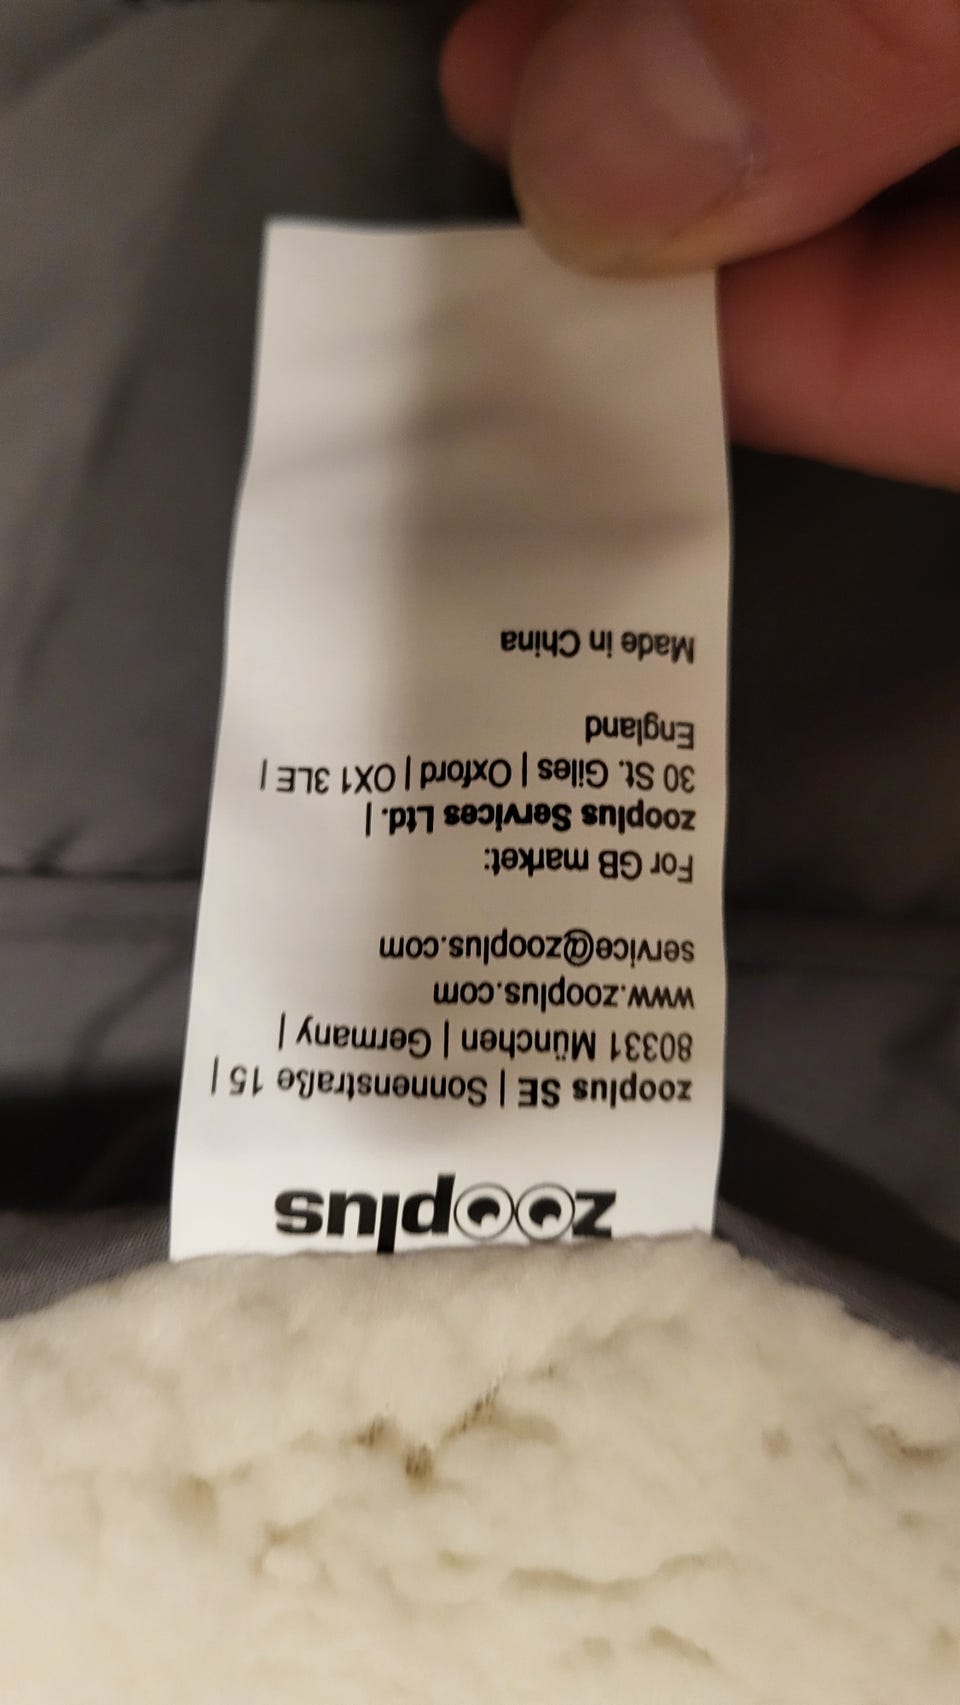 zooplus
zooplus SE | Sonnenstraße 15 |
80331 München | Germany |
www.zooplus.com
service@zooplus.com
For GB market:
zooplus Services Ltd. |
30 St. Giles | Oxford | OX1 3LE |
England
Made in China